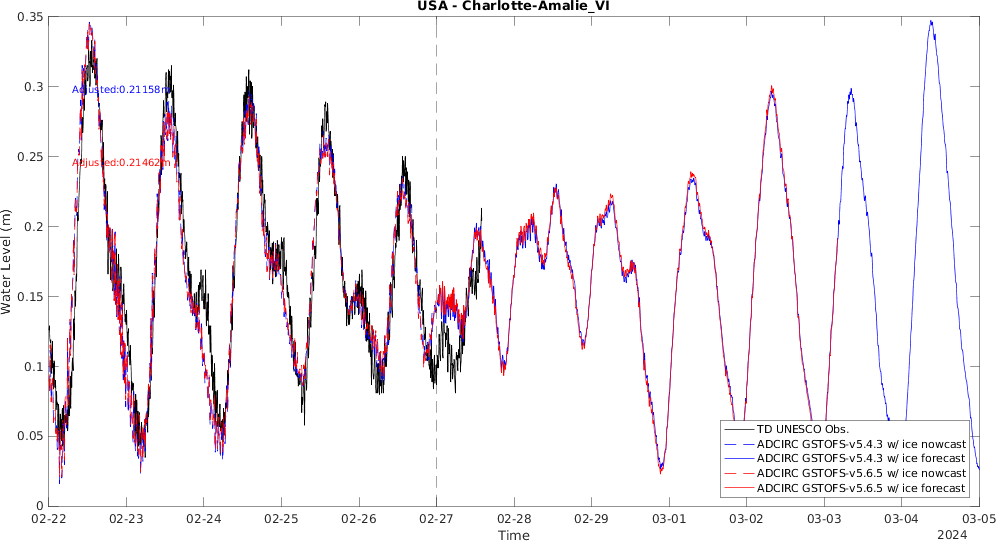 USA - Charlotte-Amalie_VI
0.35
0.3
0.25
0.2
0.15
0.1
0.05
0
Water Level (m)
Adjusted:0.21158m
Adjusted:0.21462m
TD UNESCO Obs.
ADCIRC GSTOFS-v5.4.3 w/ ice nowcast
ADCIRC GSTOFS-v5.4.3 w/ ice forecast
ADCIRC GSTOFS-v5.6.5 w/ ice nowcast
ADCIRC GSTOFS-v5.6.5 w/ ice forecast
02-22 02-23 02-24 02-25 02-26 02-27 02-28 02-29 03-01 03-02 03-03 03-04 03-05
Time
2024